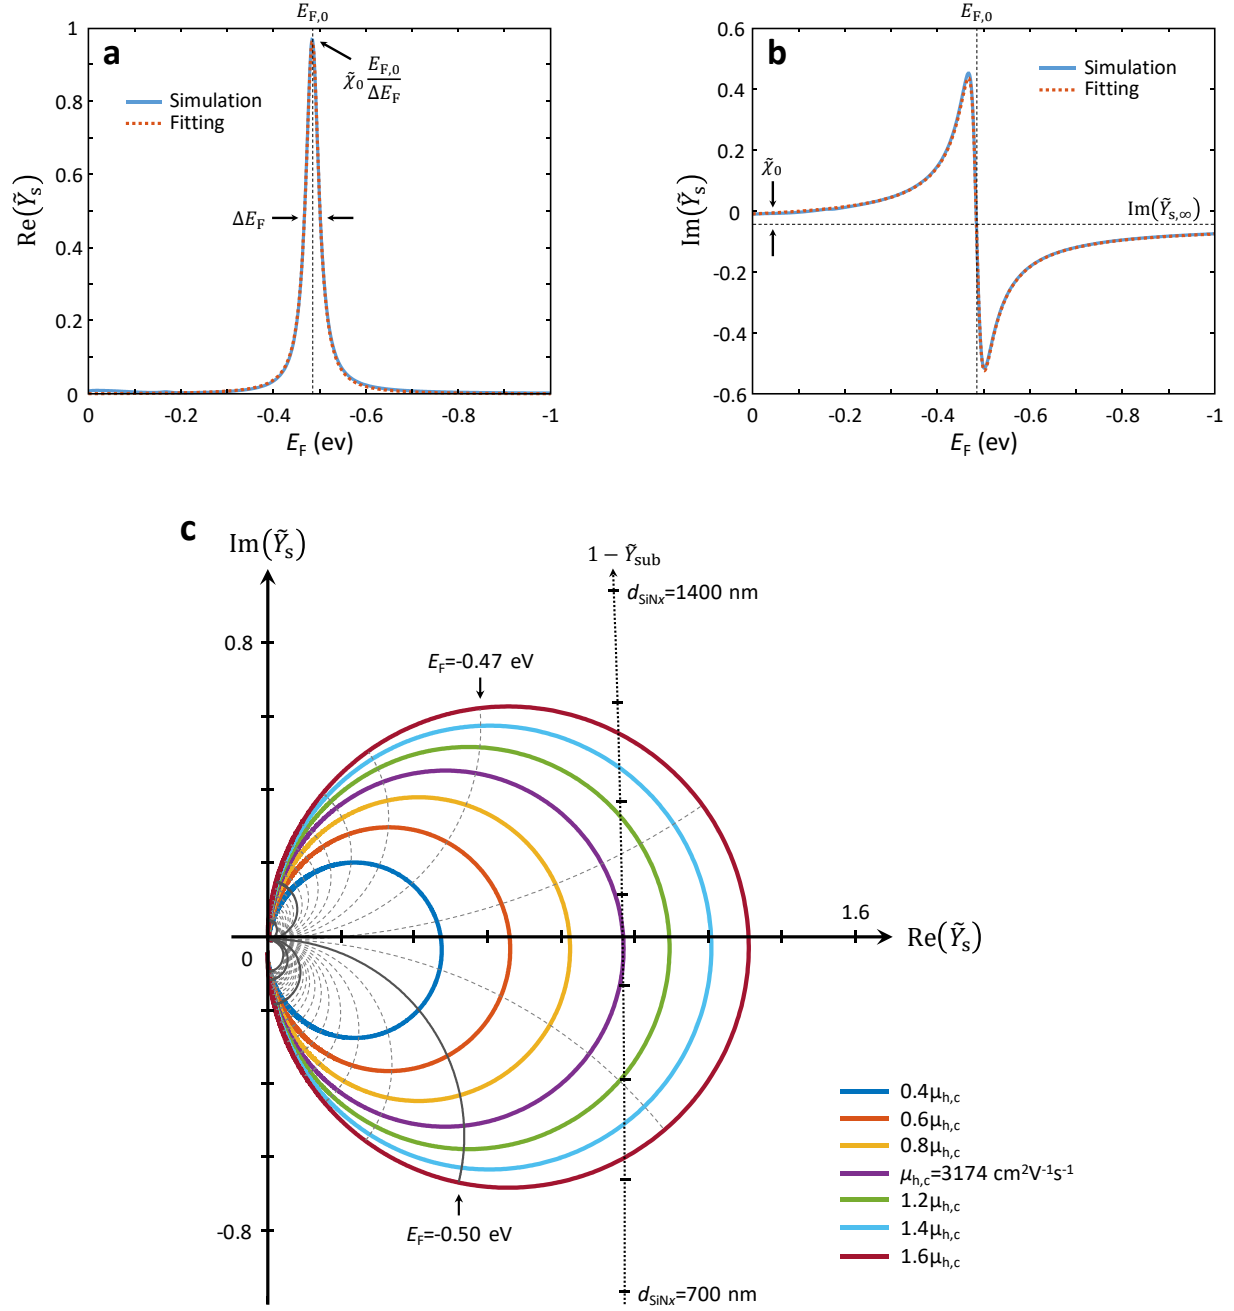 a
E_F,0
χ̃₀ E_F,0/ΔE_F
Simulation
Fitting
ΔE_F
Re(Ỹ_s)
1
0.8
0.6
0.4
0.2
0
0 -0.2 -0.4 -0.6 -0.8 -1
E_F (ev)
b
E_F,0
Simulation
Fitting
χ̃₀
Im(Ỹ_s,∞)
Im(Ỹ_s)
0.6
0.4
0.2
0
-0.2
-0.4
-0.6
0 -0.2 -0.4 -0.6 -0.8 -1
E_F (ev)
c
Im(Ỹ_s)
1 − Ỹ_sub
d_SiNx=1400 nm
0.8
E_F=-0.47 eV
1.6
Re(Ỹ_s)
0
-0.8
E_F=-0.50 eV
d_SiNx=700 nm
0.4μ_h,c
0.6μ_h,c
0.8μ_h,c
μ_h,c=3174 cm²V⁻¹s⁻¹
1.2μ_h,c
1.4μ_h,c
1.6μ_h,c